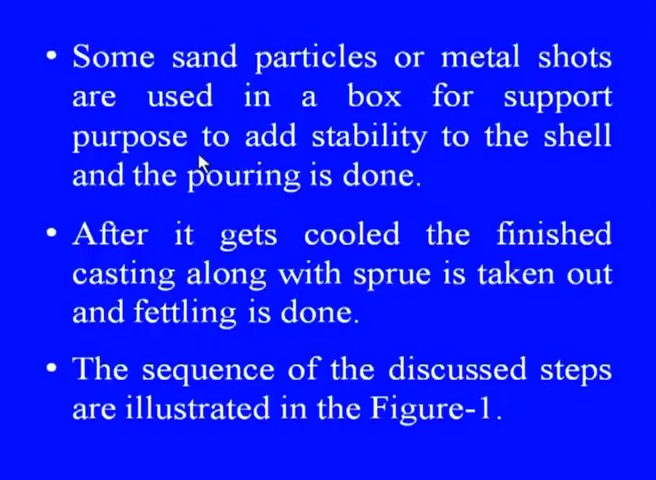 • Some sand particles or metal shots
are used in a box for support
purpose to add stability to the shell
and the pouring is done.
• After it gets cooled the finished
casting along with sprue is taken out
and fettling is done.
• The sequence of the discussed steps
are illustrated in the Figure-1.